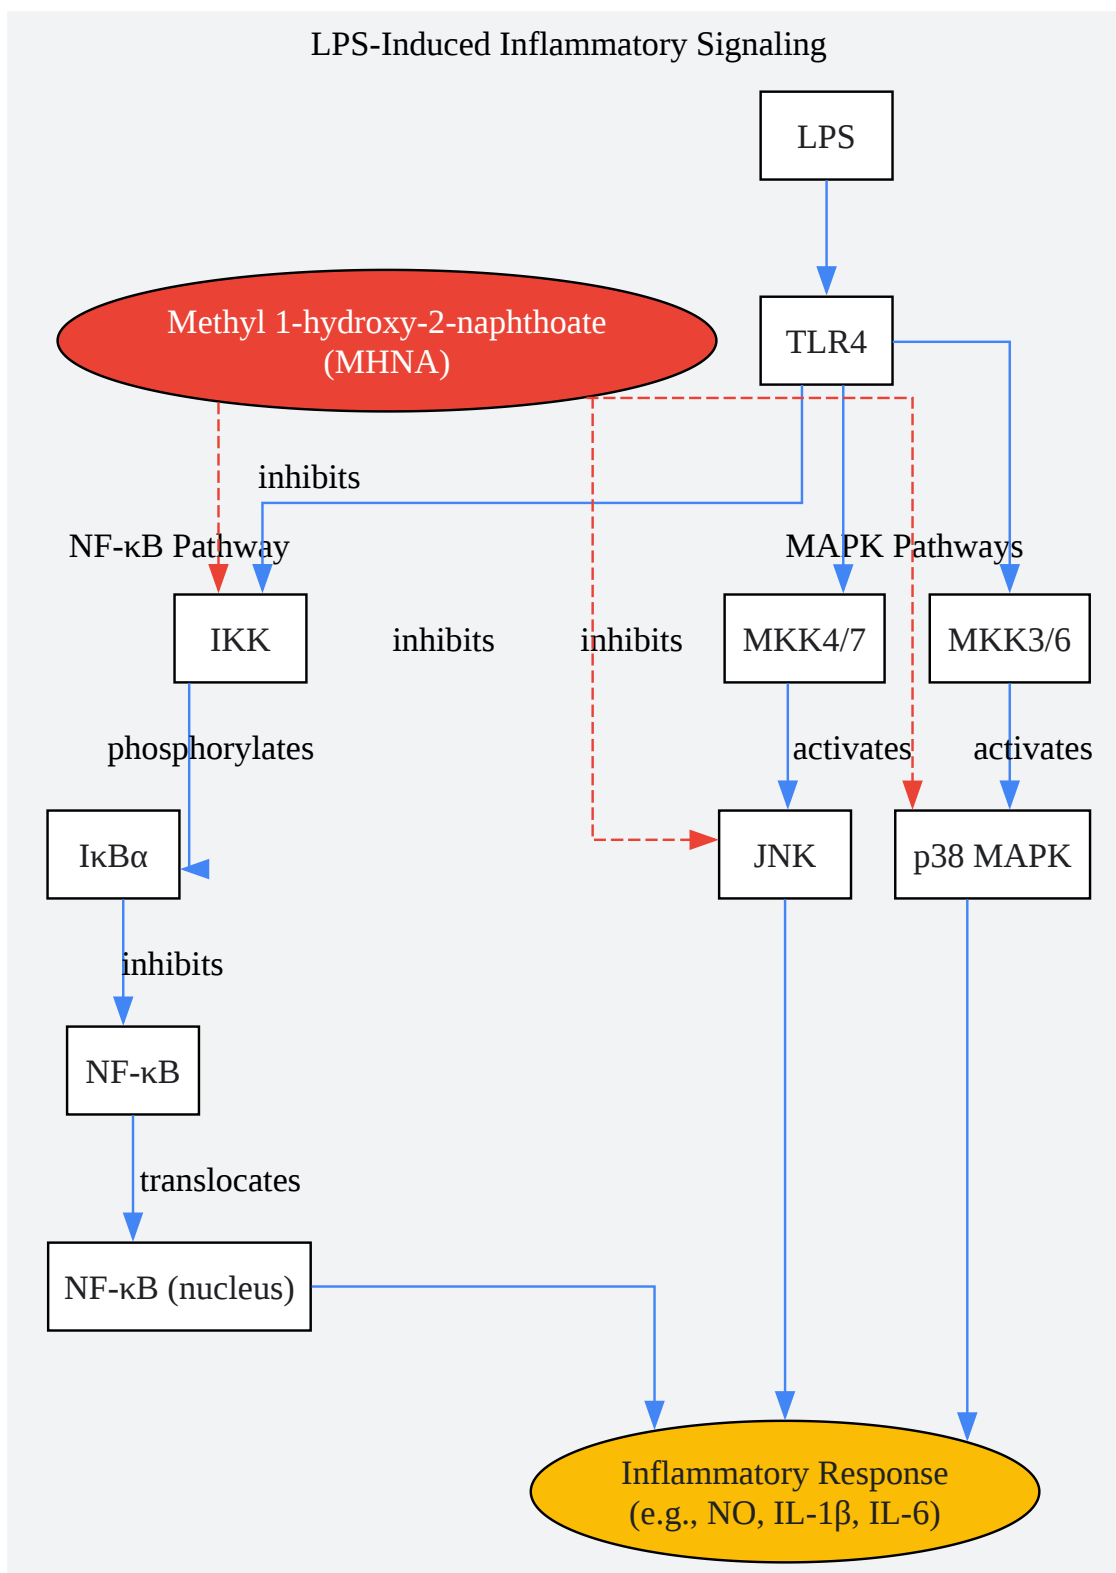 LPS-Induced Inflammatory Signaling
LPS
Methyl 1-hydroxy-2-naphthoate
(MHNA)
TLR4
inhibits
NF-κB Pathway
MAPK Pathways
IKK
inhibits
inhibits
MKK4/7
MKK3/6
phosphorylates
activates
activates
IκBα
JNK
p38 MAPK
inhibits
NF-κB
translocates
NF-κB (nucleus)
Inflammatory Response
(e.g., NO, IL-1β, IL-6)